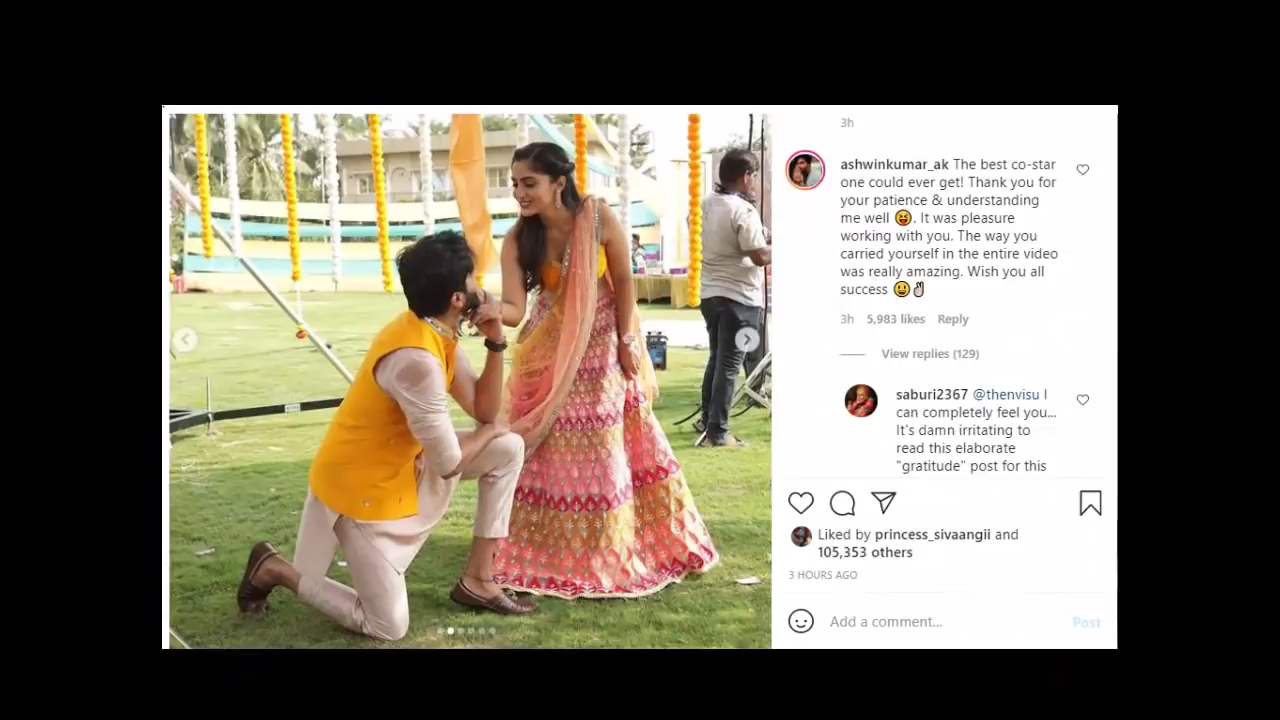 3h
ashwinkumar_ak The best co-star
one could ever get! Thank you for
your patience & understanding
me well 😝. It was pleasure
working with you. The way you
carried yourself in the entire video
was really amazing. Wish you all
success 😃✌🏻
3h 5,983 likes Reply
View replies (129)
saburi2367 @thenvisu I
can completely feel you...
It's damn irritating to
read this elaborate
"gratitude" post for this
Liked by princess_sivaangii and
105,353 others
3 HOURS AGO
Add a comment... Post